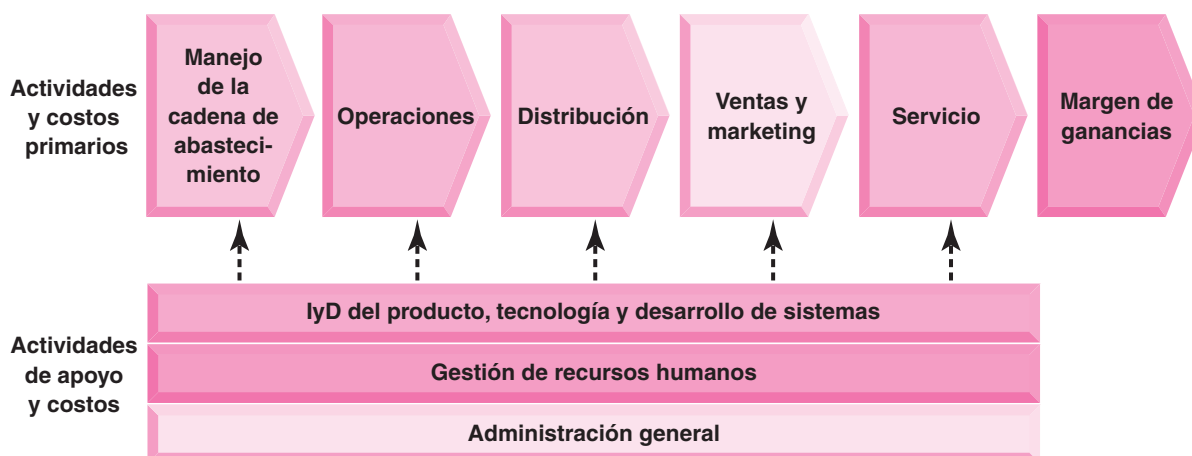 Actividades
y costos
primarios
Manejo
de la
cadena de
abasteci-
miento
Operaciones
Distribución
Ventas y
marketing
Servicio
Margen de
ganancias
Actividades
de apoyo
y costos
IyD del producto, tecnología y desarrollo de sistemas
Gestión de recursos humanos
Administración general